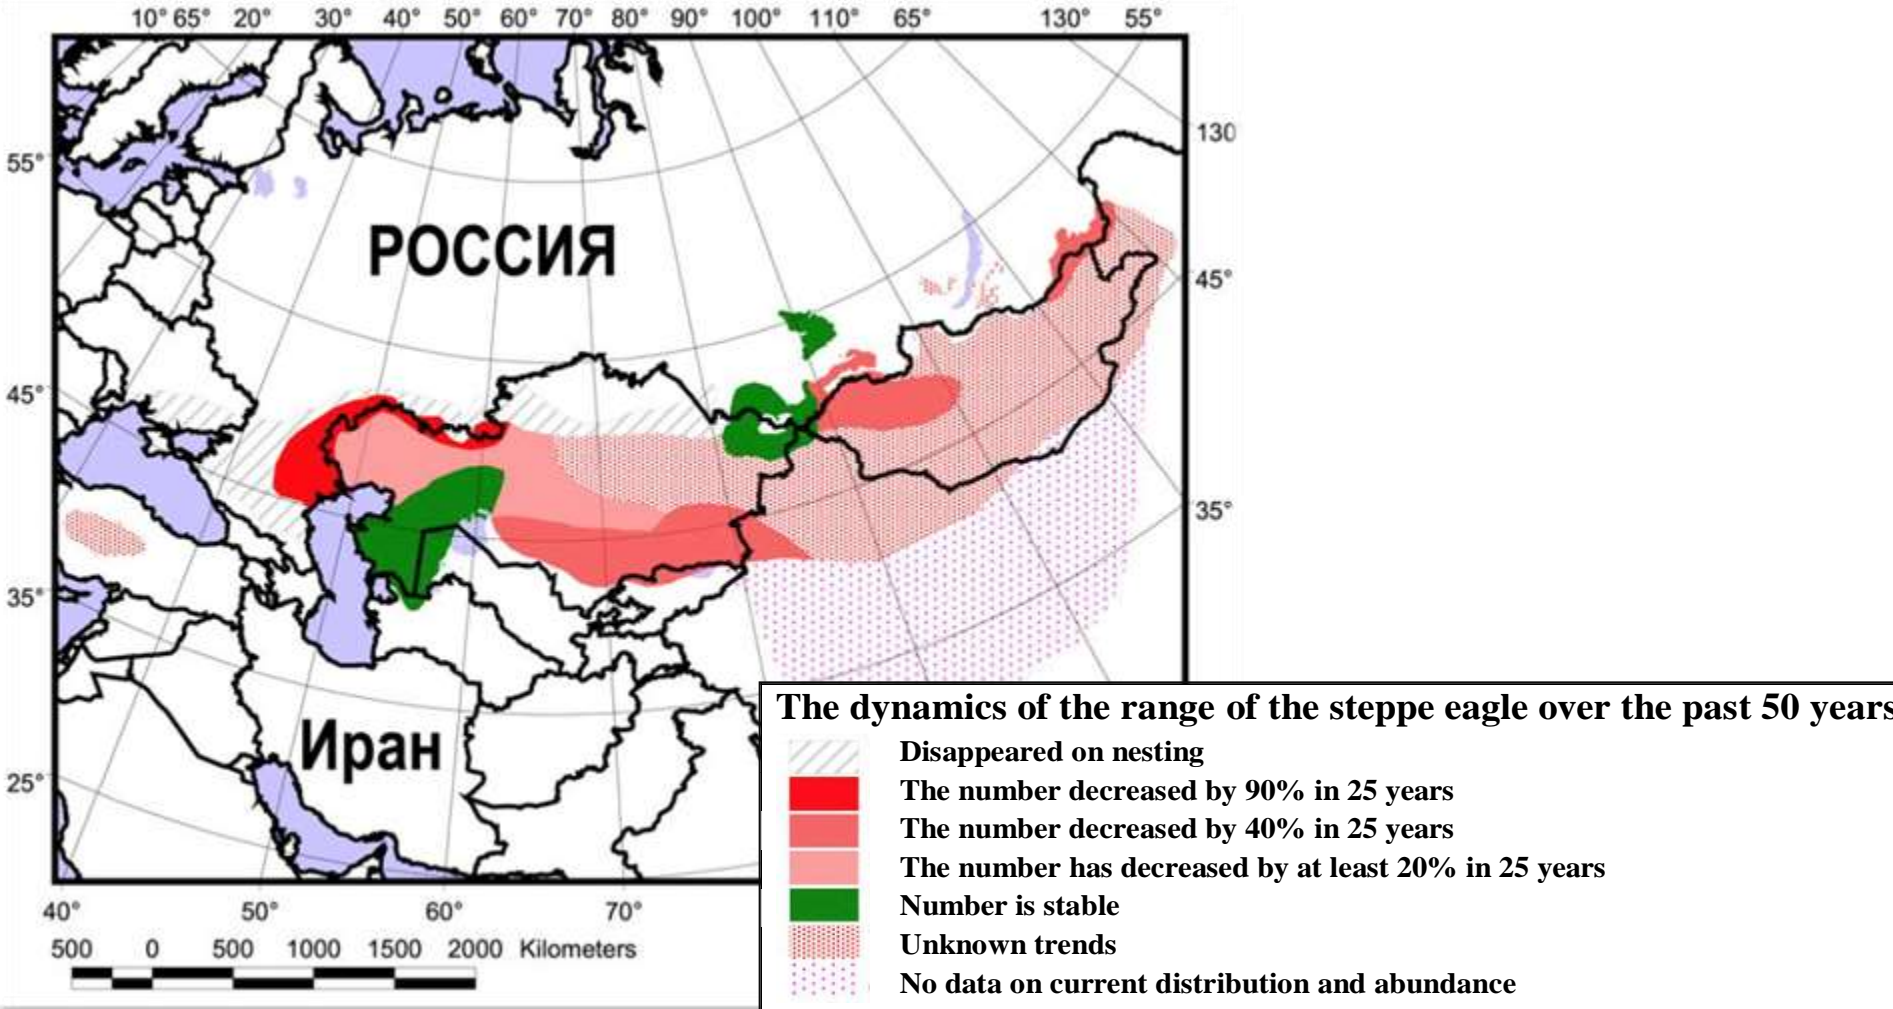 10° 65° 20° 30° 40° 50° 60° 70° 80° 90° 100° 110° 65° 130° 55°
130
55°
РОССИЯ
45°
45°
35°
35°
Иран
25°
The dynamics of the range of the steppe eagle over the past 50 years
Disappeared on nesting
The number decreased by 90% in 25 years
The number decreased by 40% in 25 years
The number has decreased by at least 20% in 25 years
Number is stable
Unknown trends
No data on current distribution and abundance
40° 50° 60° 70°
500 0 500 1000 1500 2000 Kilometers